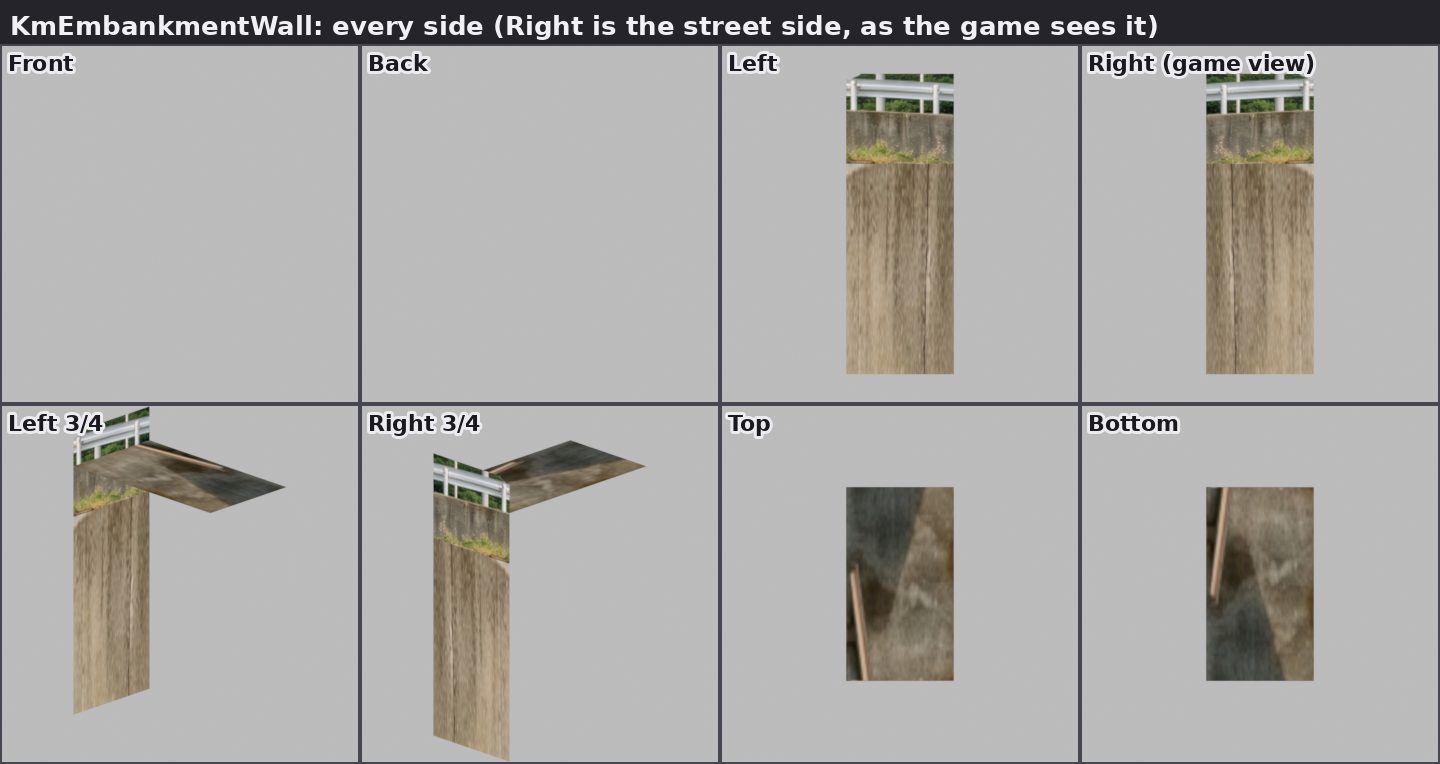 KmEmbankmentWall: every side (Right is the street side, as the game sees it)
Front
Back
Left
Right (game view)
Left 3/4
Right 3/4
Top
Bottom